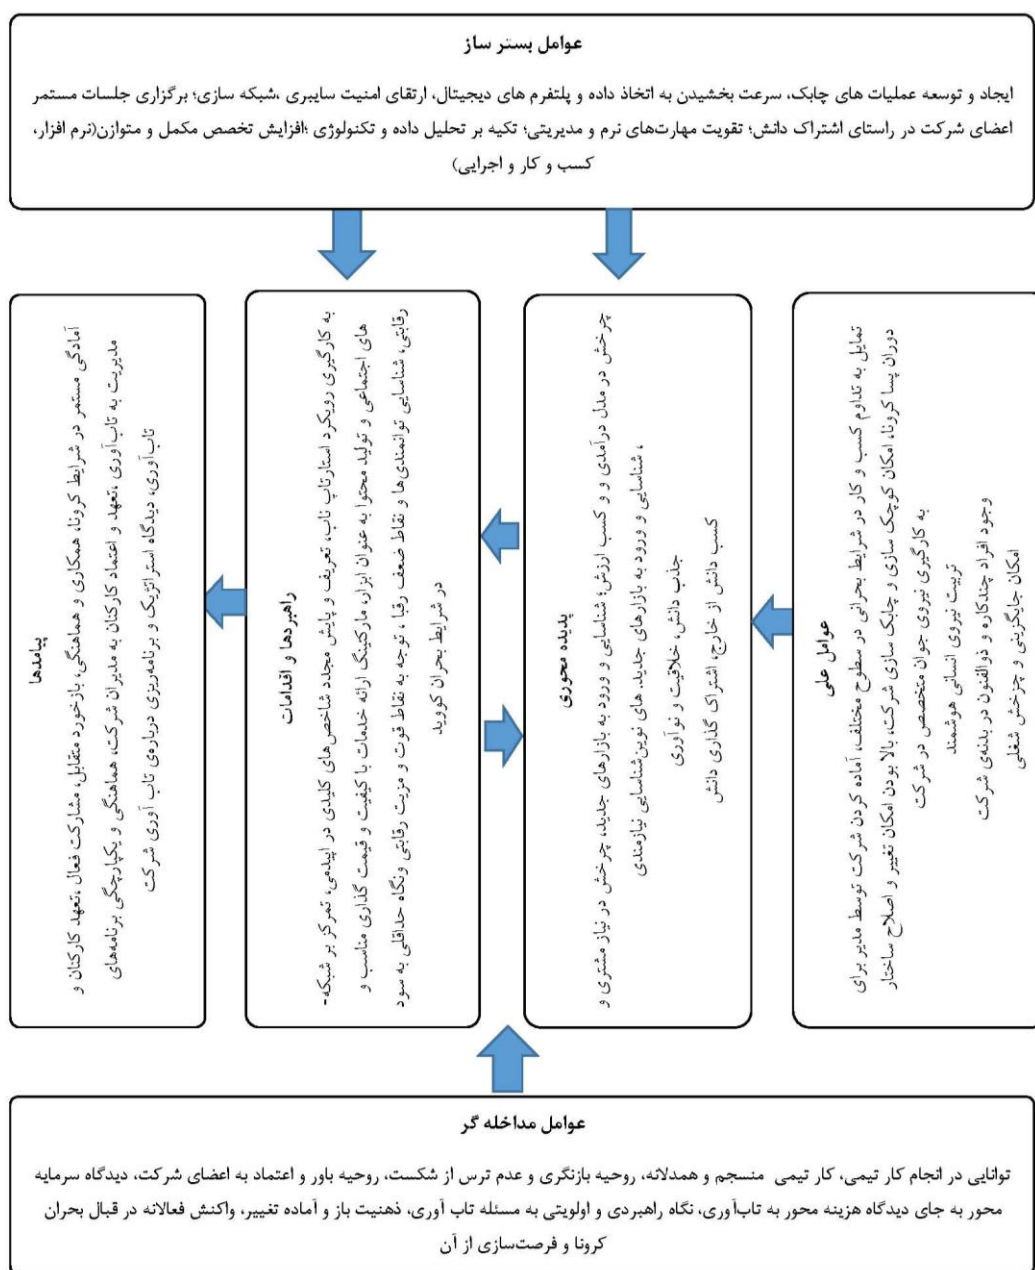 عوامل بستر ساز
ایجاد و توسعه عملیات های چابک، سرعت بخشیدن به اتخاذ داده و پلتفرم های دیجیتال، ارتقای امنیت سایبری ،شبکه سازی؛ برگزاری جلسات مستمر
اعضای شرکت در راستای اشتراک دانش؛ تقویت مهارت‌های نرم و مدیریتی؛ تکیه بر تحلیل داده و تکنولوژی ؛افزایش تخصص مکمل و متوازن(نرم افزار،
کسب و کار و اجرایی)
عوامل علی
تمایل به تداوم کسب و کار در شرایط بحرانی در سطوح مختلف، آماده کردن شرکت توسط مدیر برای
دوران پسا کرونا، امکان کوچک سازی و چابک سازی شرکت، بالا بودن امکان تغییر و اصلاح ساختار
به کارگیری نیروی جوان متخصص در شرکت
تربیت نیروی انسانی هوشمند
وجود افراد چندکاره و ذوالفنون در بدنه‌ی شرکت
امکان جایگزینی و چرخش شغلی
پدیده محوری
چرخش در مدل درآمدی و و کسب ارزش؛ شناسایی و ورود به بازارهای جدید، چرخش در نیاز مشتری و
، شناسایی و ورود به بازارهای جدید. های نوین‌شناسایی نیازمندی
جذب دانش، خلاقیت و نوآوری
کسب دانش از خارج، اشتراک گذاری دانش
راهبردها و اقدامات
به کارگیری رویکرد استارتاپ ناب، تعریف و پایش مجدد شاخص‌های کلیدی در اپیدمی، تمرکز بر شبکه-
های اجتماعی و تولید محتوا به عنوان ابزار، مارکتینگ ارائه خدمات با کیفیت و قیمت گذاری مناسب و
رقابتی، شناسایی توانمندی‌ها و نقاط ضعف رقبا ، توجه به نقاط قوت و مزیت رقابتی ونگاه حداقلی به سود
در شرایط بحران کووید
پیامدها
آمادگی مستمر در شرایط کرونا، همکاری و هماهنگی، بازخورد متقابل، مشارکت فعال ،تعهد کارکنان و
مدیریت به تاب‌آوری ،تعهد و اعتماد کارکنان به مدیران شرکت، هماهنگی و یکپارچگی برنامه‌های
تاب‌آوری، دیدگاه استراتژیک و برنامه‌ریزی درباره‌ی تاب آوری شرکت
عوامل مداخله گر
توانایی در انجام کار تیمی، کار تیمی منسجم و همدلانه، روحیه بازنگری و عدم ترس از شکست، روحیه باور و اعتماد به اعضای شرکت، دیدگاه سرمایه
محور به جای دیدگاه هزینه محور به تاب‌آوری، نگاه راهبردی و اولویتی به مسئله تاب آوری، ذهنیت باز و آماده تغییر، واکنش فعالانه در قبال بحران
کرونا و فرصت‌سازی از آن